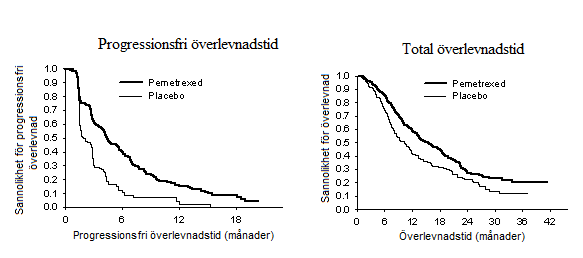 Progressionsfri överlevnadstid
Sannolikhet för progressionsfri
överlevnad
1.0
0.9
0.8
0.7
0.6
0.5
0.4
0.3
0.2
0.1
0.0
Pemetrexed
Placebo
0 6 12 18
Progressionsfri överlevnadstid (månader)
Total överlevnadstid
Sannolikhet för överlevnad
1.0
0.9
0.8
0.7
0.6
0.5
0.4
0.3
0.2
0.1
0.0
Pemetrexed
Placebo
0 6 12 18 24 30 36 42
Överlevnadstid (månader)